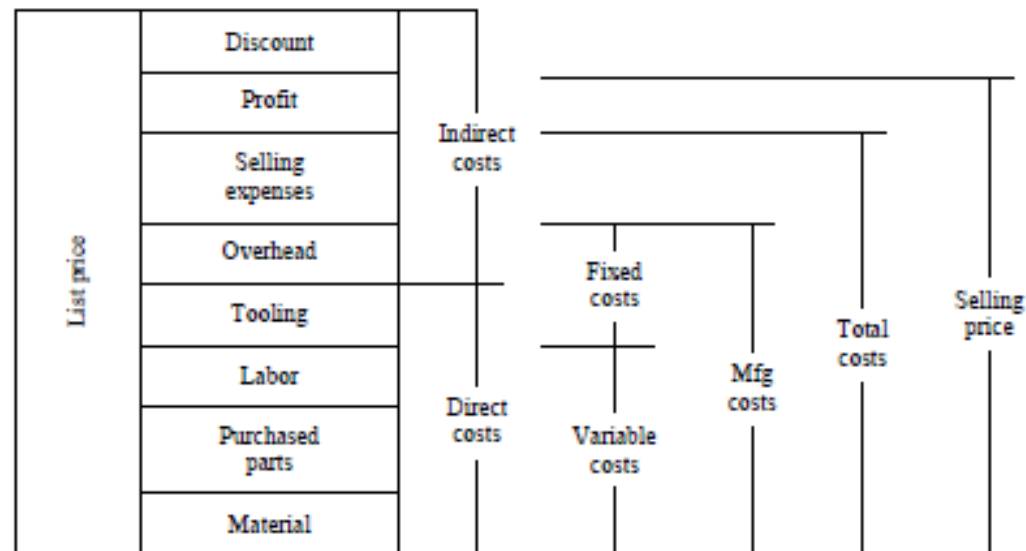 Discount
Profit
Indirect
costs
Selling
expenses
Overhead
Fixed
costs
List price
Tooling
Selling
price
Total
costs
Labor
Mfg
costs
Direct
costs
Purchased
parts
Variable
costs
Material